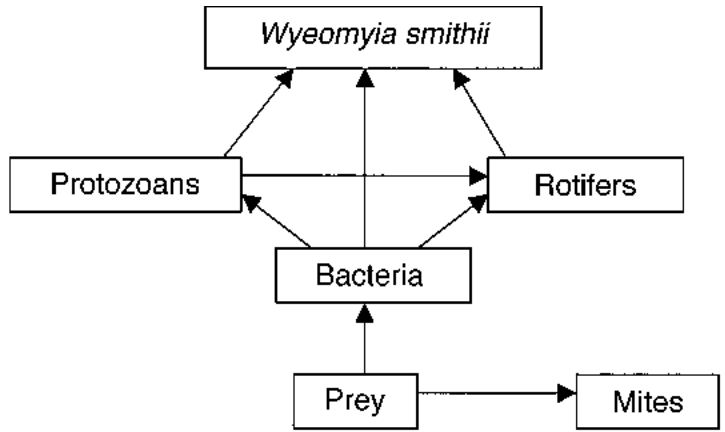 Wyeomyia smithii
Protozoans
Rotifers
Bacteria
Prey
Mites